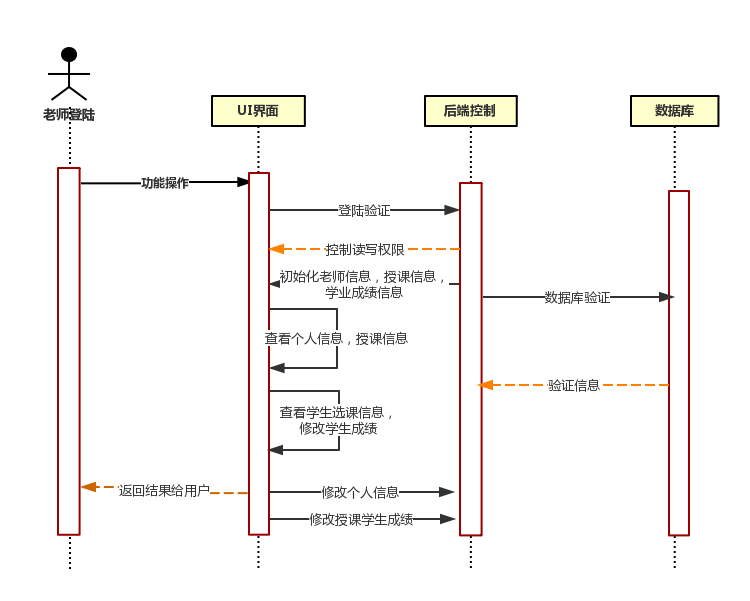 老师登陆
UI界面
后端控制
数据库
功能操作
登陆验证
控制读写权限
初始化老师信息，授课信息，
学业成绩信息
数据库验证
查看个人信息，授课信息
验证信息
查看学生选课信息，
修改学生成绩
返回结果给用户
修改个人信息
修改授课学生成绩